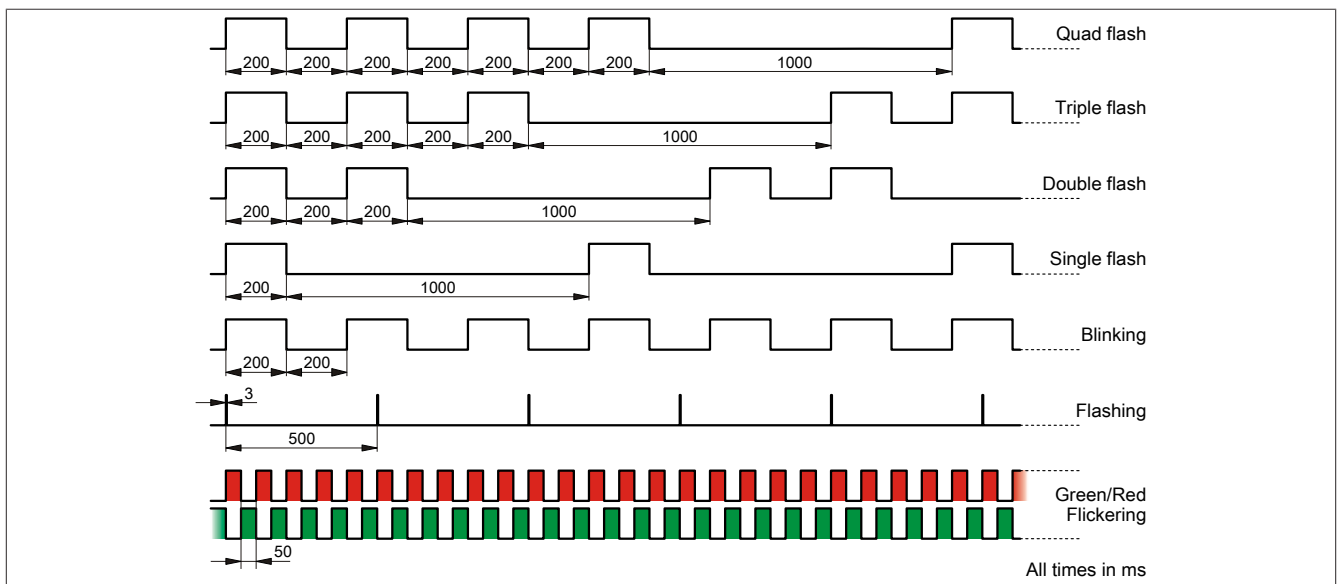 Quad flash
200 200 200 200 200 200 200 1000
Triple flash
200 200 200 200 200 1000
Double flash
200 200 200 1000
Single flash
200 1000
Blinking
200 200
3
Flashing
500
Green/Red
Flickering
50
All times in ms